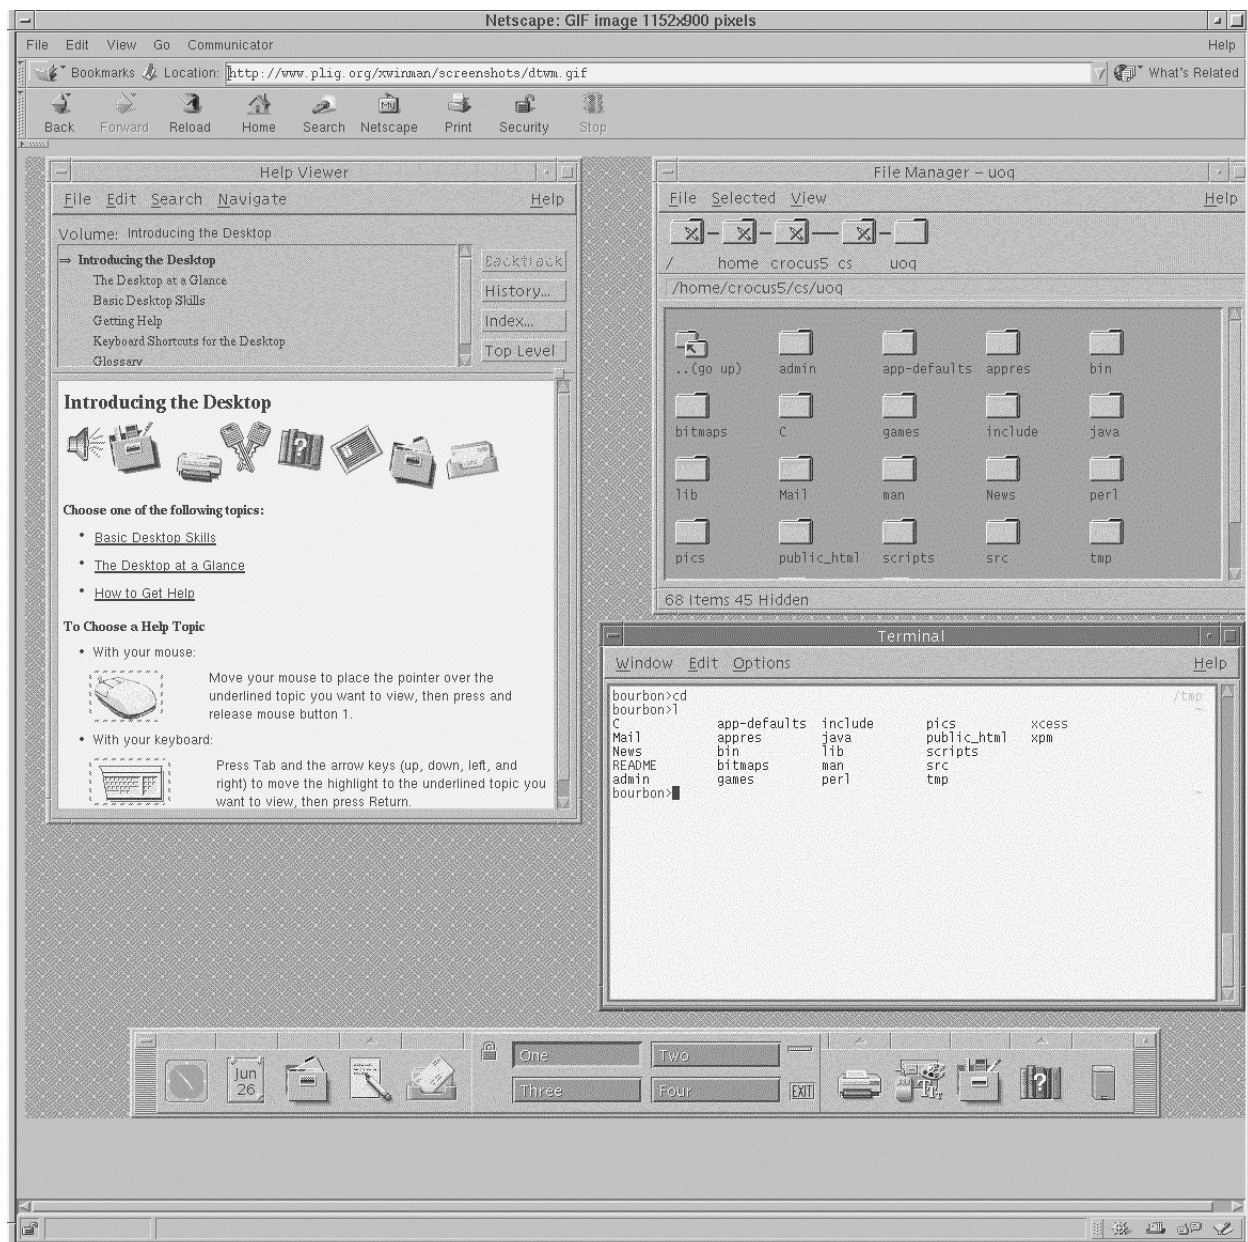 Netscape: GIF image 1152x900 pixels
File Edit View Go Communicator Help
Bookmarks Location: http://www.plig.org/xwinman/screenshots/dtwm.gif What's Related
Back Forward Reload Home Search Netscape Print Security Stop
Help Viewer
File Edit Search Navigate Help
Volume: Introducing the Desktop
⇒ Introducing the Desktop
The Desktop at a Glance
Basic Desktop Skills
Getting Help
Keyboard Shortcuts for the Desktop
Glossary
Backtrack
History...
Index...
Top Level
Introducing the Desktop
Choose one of the following topics:
• Basic Desktop Skills
• The Desktop at a Glance
• How to Get Help
To Choose a Help Topic
• With your mouse:
Move your mouse to place the pointer over the
underlined topic you want to view, then press and
release mouse button 1.
• With your keyboard:
Press Tab and the arrow keys (up, down, left, and
right) to move the highlight to the underlined topic you
want to view, then press Return.
File Manager – uoq
File Selected View Help
/ home crocus5 cs uoq
/home/crocus5/cs/uoq
..(go up) admin app-defaults appres bin
bitmaps C games include java
lib Mail man News perl
pics public_html scripts src tmp
68 Items 45 Hidden
Terminal
Window Edit Options Help
bourbon>cd /tmp
bourbon>l ~
C app-defaults include pics xcess
Mail appres java public_html xpm
News bin lib scripts
README bitmaps man src
admin games perl tmp
bourbon> ~
Jun
26
One Two
Three Four
EXIT